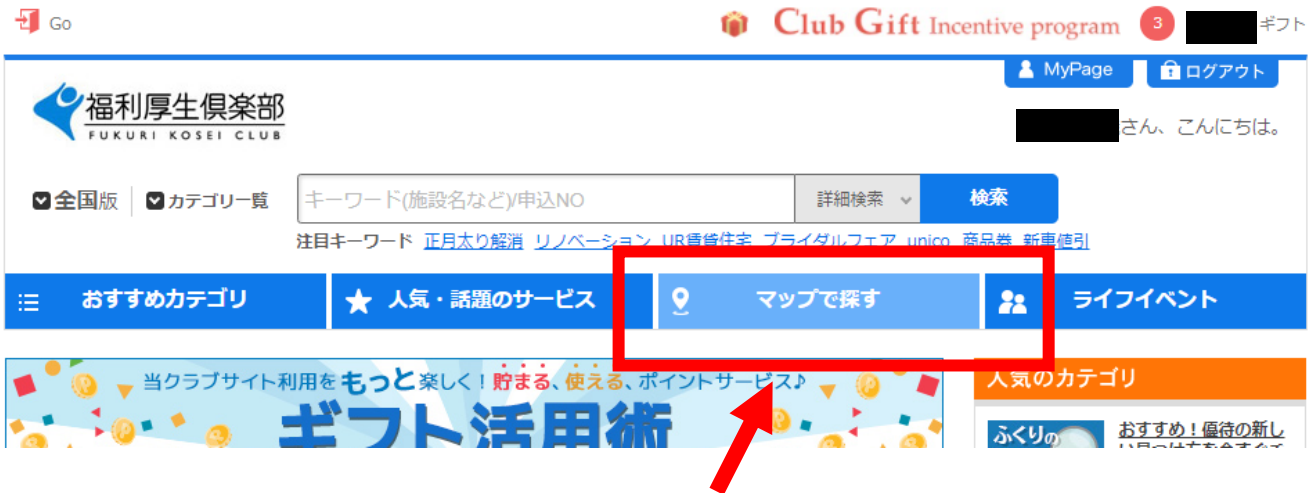 Go
Club Gift Incentive program 3 ギフト
MyPage ログアウト
福利厚生倶楽部
FUKURI KOSEI CLUB
さん、こんにちは。
全国版 カテゴリ一覧 キーワード(施設名など)/申込NO 詳細検索 検索
注目キーワード 正月太り解消 リノベーション UR賃貸住宅 ブライダルフェア unico 商品券 新車値引
おすすめカテゴリ 人気・話題のサービス マップで探す ライフイベント
当クラブサイト利用をもっと楽しく!貯まる、使える、ポイントサービス♪
ギフト活用術
人気のカテゴリ
ふくりの
おすすめ!優待の新し